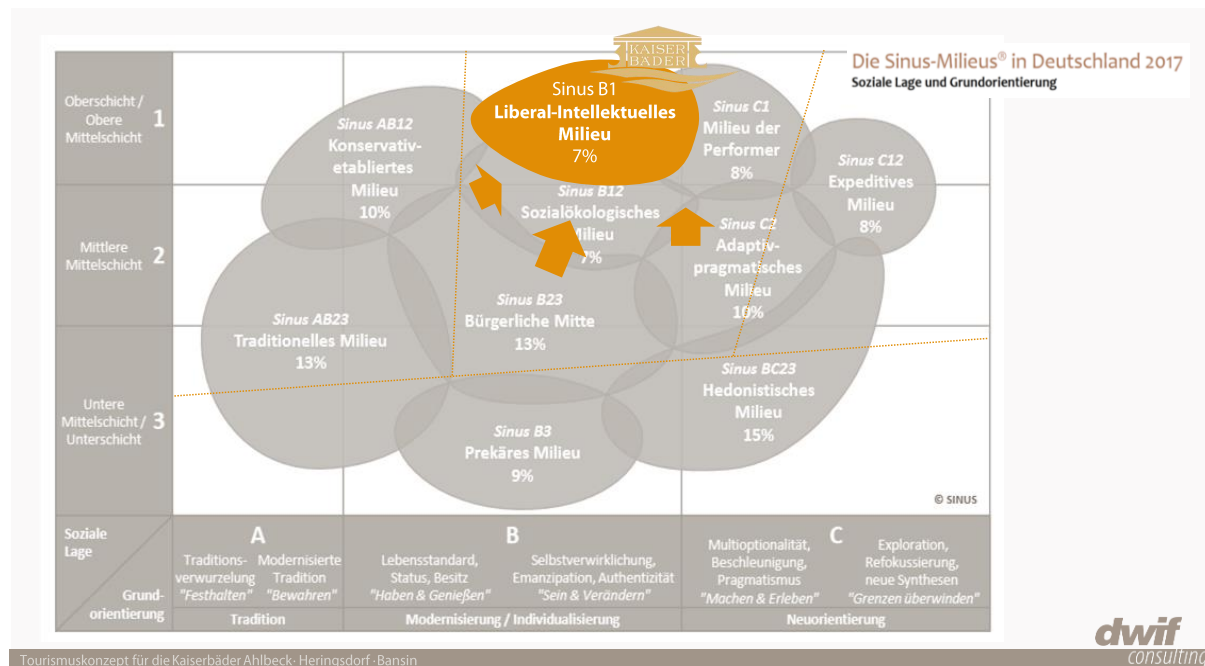 KAISER
BÄDER
Die Sinus-Milieus® in Deutschland 2017
Soziale Lage und Grundorientierung
Oberschicht /
Obere
Mittelschicht
1
Sinus AB12
Konservativ-
etabliertes
Milieu
10%
Sinus B1
Liberal-Intellektuelles
Milieu
7%
Sinus C1
Milieu der
Performer
8%
Sinus C12
Expeditives
Milieu
8%
Mittlere
Mittelschicht
2
Sinus B12
Sozialökologisches
Milieu
7%
Sinus C2
Adaptiv-
pragmatisches
Milieu
10%
Sinus AB23
Traditionelles Milieu
13%
Sinus B23
Bürgerliche Mitte
13%
Untere
Mittelschicht /
Unterschicht
3
Sinus B3
Prekäres Milieu
9%
Sinus BC23
Hedonistisches
Milieu
15%
© SINUS
Soziale
Lage
Grund-
orientierung
A
Traditions-
verwurzelung
"Festhalten"
Modernisierte
Tradition
"Bewahren"
Tradition
B
Lebensstandard,
Status, Besitz
"Haben & Genießen"
Selbstverwirklichung,
Emanzipation, Authentizität
"Sein & Verändern"
Modernisierung / Individualisierung
C
Multioptionalität,
Beschleunigung,
Pragmatismus
"Machen & Erleben"
Exploration,
Refokussierung,
neue Synthesen
"Grenzen überwinden"
Neuorientierung
dwif
consulting
Tourismuskonzept für die Kaiserbäder Ahlbeck · Heringsdorf · Bansin